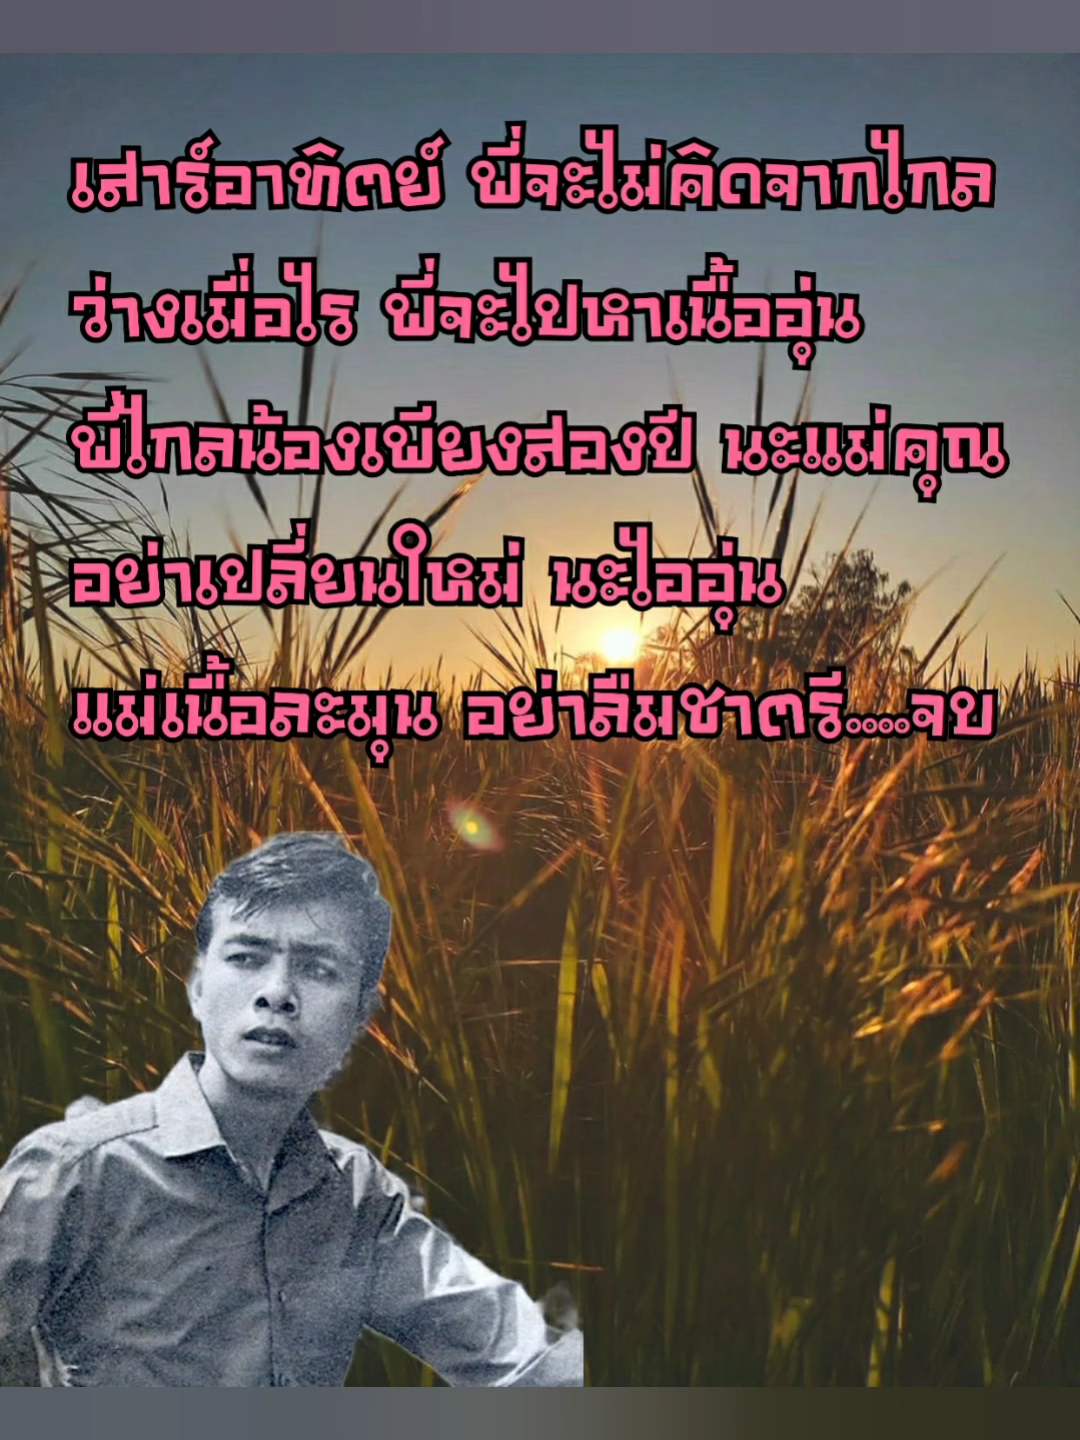 เสาร์อาทิตย์ พี่จะไม่คิดจากไกล
ว่างเมื่อไร พี่จะไปหาเนื้ออุ่น
พี่ไกลน้องเพียงสองปี นะแม่คุณ
อย่าเปลี่ยนใหม่ นะไออุ่น
แม่เนื้อละมุน อย่าลืมชาตรี....จบ